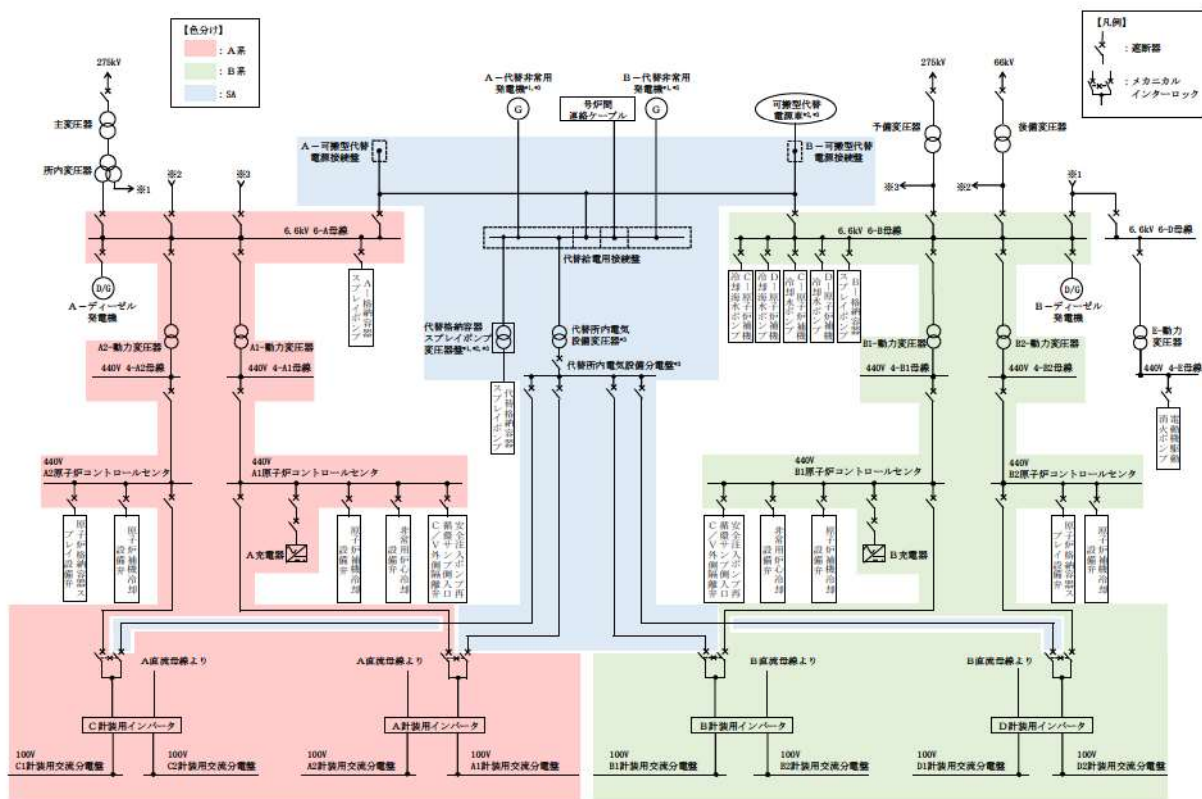 【色分け】
：A系
：B系
：SA
【凡例】
：遮断器
：メカニカル
インターロック
275kV
主変圧器
所内変圧器
※1
※2
※3
A－代替非常用
発電機*1,*3
号炉間
連絡ケーブル
B－代替非常用
発電機*1,*3
可搬型代替
電源車*2,*3
A－可搬型代替
電源接続盤
B－可搬型代替
電源接続盤
275kV
予備変圧器
※3
66kV
後備変圧器
※2
※1
6.6kV 6-A母線
代替給電用接続盤
6.6kV 6-B母線
6.6kV 6-D母線
D/G
A－ディーゼル
発電機
A－格納容器
スプレイポンプ
G
G
C－原子炉補機
冷却海水ポンプ
D－原子炉補機
冷却海水ポンプ
C－原子炉補機
冷却水ポンプ
D－原子炉補機
冷却水ポンプ
B－格納容器
スプレイポンプ
D/G
B－ディーゼル
発電機
A2-動力変圧器
A1-動力変圧器
代替格納容器
スプレイポンプ
変圧器盤*1,*2,*3
代替所内電気
設備変圧器*3
B1-動力変圧器
B2-動力変圧器
E-動力
変圧器
440V 4-A2母線
440V 4-A1母線
代替所内電気設備分電盤*3
440V 4-B1母線
440V 4-B2母線
440V 4-E母線
代替格納容器
スプレイポンプ
電動機駆動
消火ポンプ
440V
A2原子炉コントロールセンタ
440V
A1原子炉コントロールセンタ
440V
B1原子炉コントロールセンタ
440V
B2原子炉コントロールセンタ
原子炉格納容器ス
プレイ設備弁
原子炉補機冷却
設備弁
A充電器
原子炉補機冷却
設備弁
非常用炉心冷却
設備弁
安全注入ポンプ再
循環サンプ側入口
C／V外側隔離弁
安全注入ポンプ再
循環サンプ側入口
C／V外側隔離弁
非常用炉心冷却
設備弁
原子炉補機冷却
設備弁
B充電器
原子炉格納容器ス
プレイ設備弁
原子炉補機冷却
設備弁
A直流母線より
A直流母線より
B直流母線より
B直流母線より
C計装用インバータ
A計装用インバータ
B計装用インバータ
D計装用インバータ
100V
C1計装用交流分電盤
100V
C2計装用交流分電盤
100V
A2計装用交流分電盤
100V
A1計装用交流分電盤
100V
B1計装用交流分電盤
100V
B2計装用交流分電盤
100V
D1計装用交流分電盤
100V
D2計装用交流分電盤